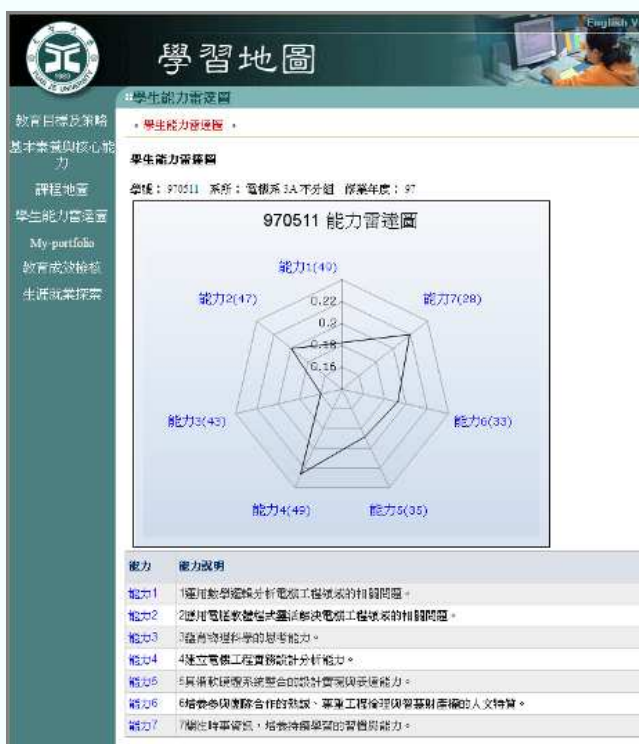 English V
學習地圖
YUAN ZE UNIVERSITY
1989
學生能力雷達圖
教育目標及策略
基本素養與核心能力
課程地圖
學生能力雷達圖
My-portfolio
教育成效檢核
生涯就業探索
學生能力雷達圖
學生能力雷達圖
學號： 970511 系所： 電機系 3A 不分組 修業年度： 97
970511 能力雷達圖
能力1(49)
能力2(47)
能力7(28)
0.22
0.2
0.18
0.16
能力3(43)
能力6(33)
能力4(49)
能力5(35)
能力 能力說明
能力1 1運用數學邏輯分析電機工程領域的相關問題。
能力2 2應用電腦軟體程式靈活解決電機工程領域的相關問題。
能力3 3蘊育物理科學的思考能力。
能力4 4建立電機工程實務設計分析能力。
能力5 5具備軟硬體系統整合的設計實現與表達能力。
能力6 6培養參與團隊合作的熱誠、尊重工程倫理與智慧財產權的人文特質。
能力7 7關注時事資訊，培養持續學習的習慣與能力。